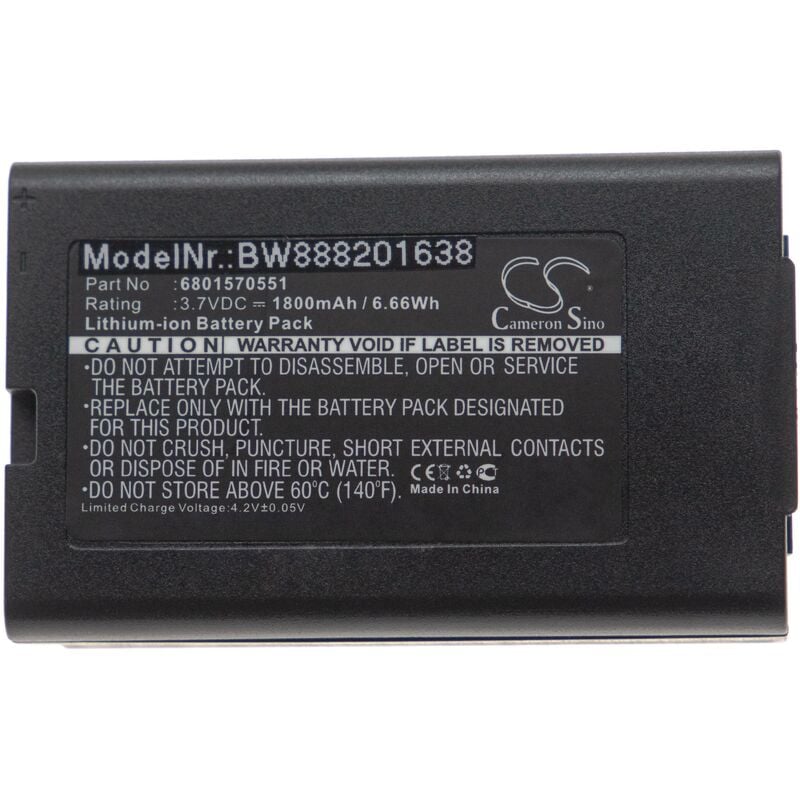 +
ModelNr.:BW888201638
Part No :6801570551
Rating :3.7VDC⎓1800mAh / 6.66Wh
Lithium-ion Battery Pack
CS
Cameron Sino
CAUTION WARRANTY VOID IF LABEL IS REMOVED
•DO NOT ATTEMPT TO DISASSEMBLE, OPEN OR SERVICE
THE BATTERY PACK.
•REPLACE ONLY WITH THE BATTERY PACK DESIGNATED
FOR THIS PRODUCT.
•DO NOT CRUSH, PUNCTURE, SHORT EXTERNAL CONTACTS
OR DISPOSE OF IN FIRE OR WATER.
•DO NOT STORE ABOVE 60°C (140°F).
CE
Made In China
Limited Charge Voltage:4.2V±0.05V
-